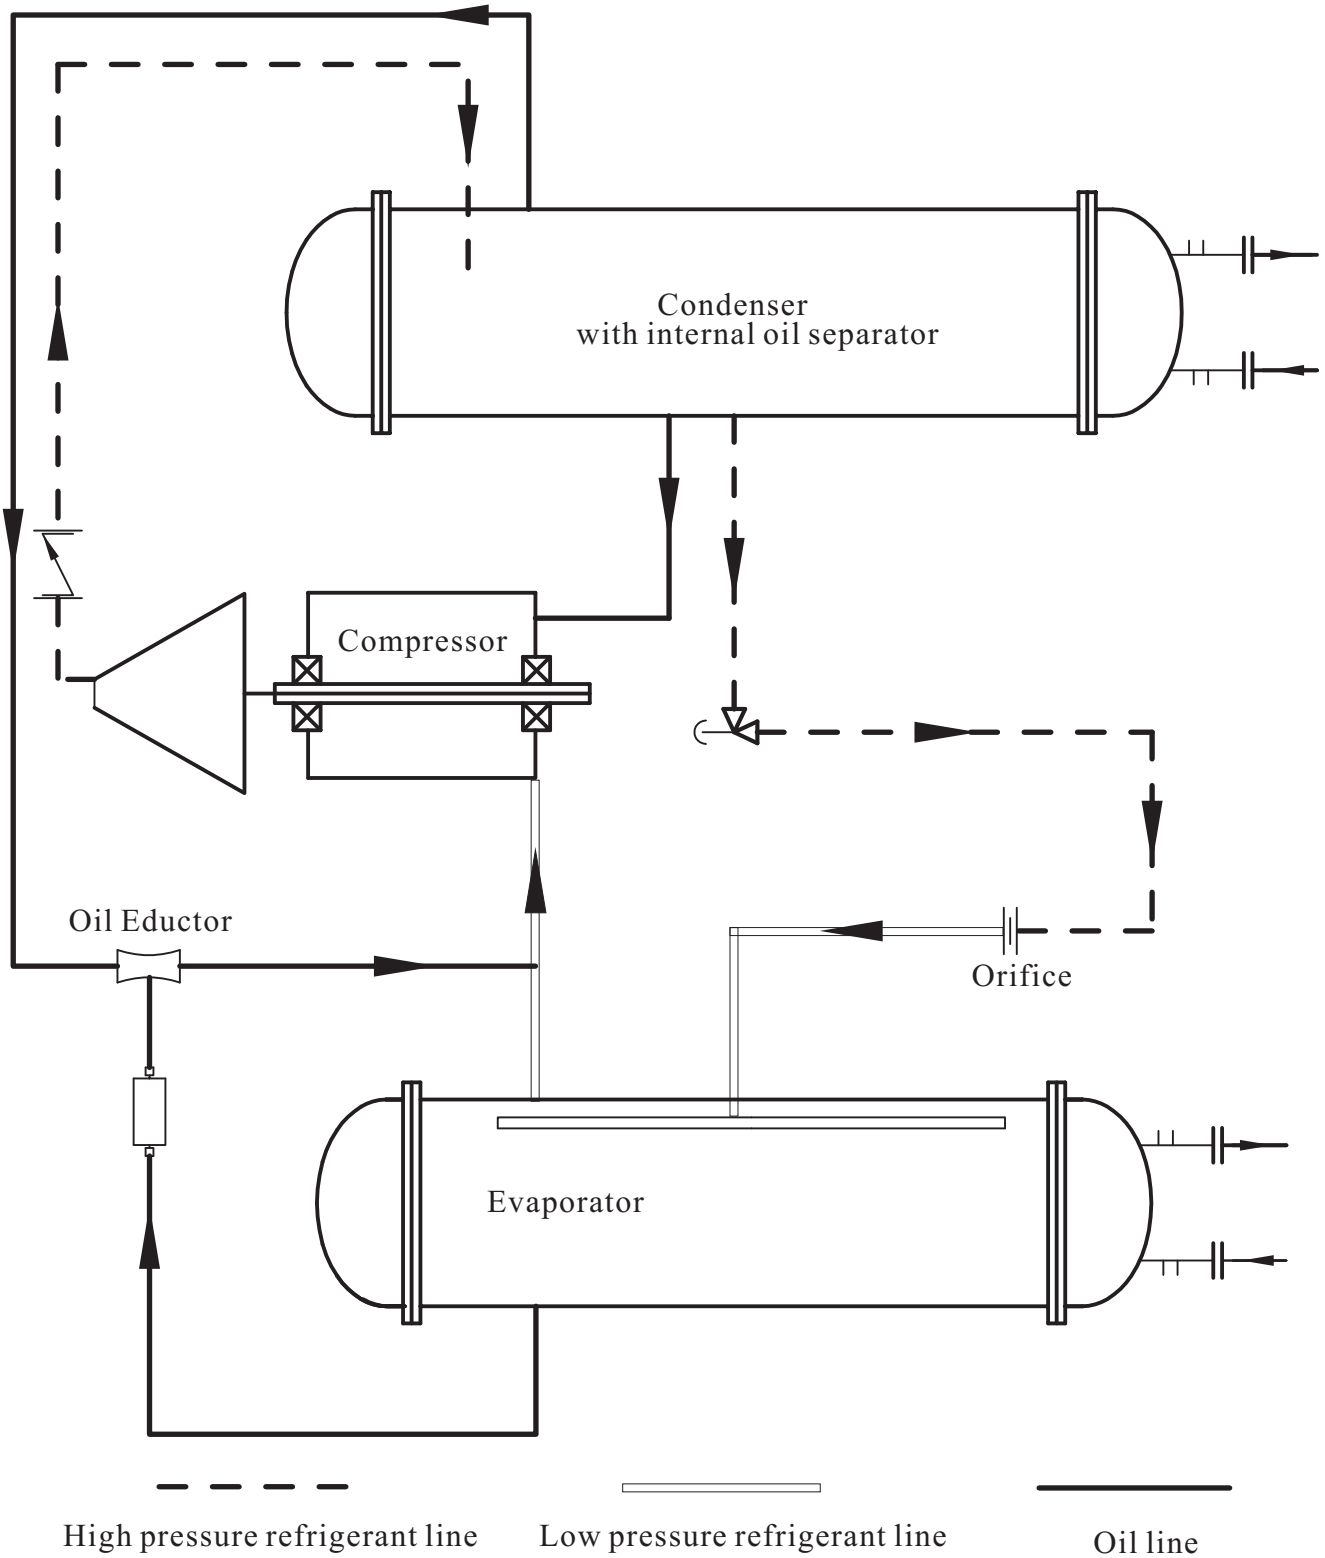 Condenser
with internal oil separator
Compressor
Oil Eductor
Orifice
Evaporator
High pressure refrigerant line
Low pressure refrigerant line
Oil line